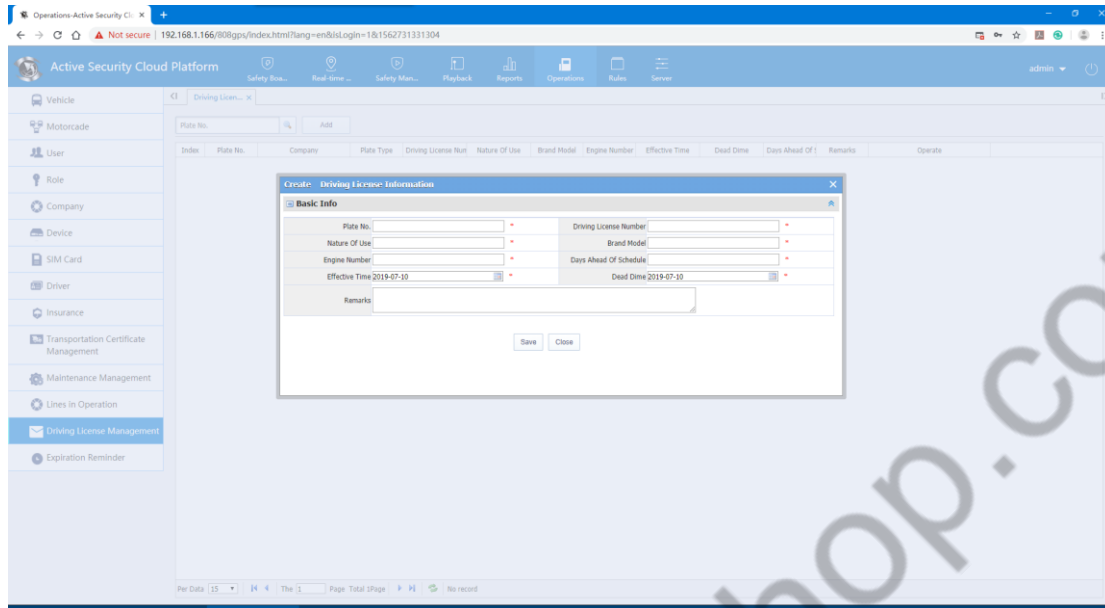 Operations-Active Security Cl
Not secure | 192.168.1.166/808gps/index.html?lang=en&isLogin=1&1562731331304
Active Security Cloud Platform
Safety Boa... Real-time ... Safety Man... Playback Reports Operations Rules Server
admin
Vehicle
Motorcade
User
Role
Company
Device
SIM Card
Driver
Insurance
Transportation Certificate
Management
Maintenance Management
Lines in Operation
Driving License Management
Expiration Reminder
Driving Licen...
Plate No. Add
Index Plate No. Company Plate Type Driving License Num Nature Of Use Brand Model Engine Number Effective Time Dead Dime Days Ahead Of S Remarks Operate
Create Driving License Information
Basic Info
Plate No. * Driving License Number *
Nature Of Use * Brand Model *
Engine Number * Days Ahead Of Schedule *
Effective Time 2019-07-10 * Dead Dime 2019-07-10 *
Remarks
Save Close
Per Data 15 The 1 Page Total 1Page No record
hop.co